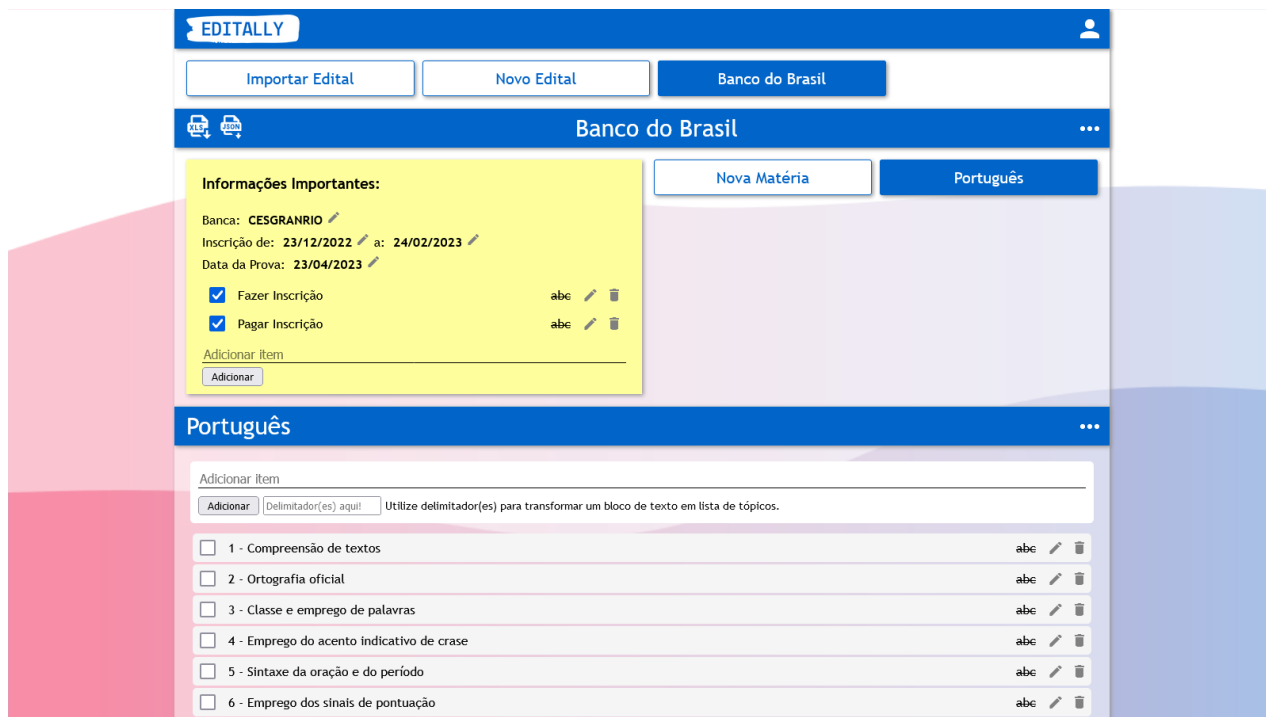 EDITALLY
Importar Edital
Novo Edital
Banco do Brasil
XLS
JSON
Banco do Brasil
Informações Importantes:
Nova Matéria
Português
Banca: CESGRANRIO
Inscrição de: 23/12/2022 a: 24/02/2023
Data da Prova: 23/04/2023
Fazer Inscrição abc
Pagar Inscrição abc
Adicionar item
Adicionar
Português
Adicionar item
Adicionar Delimitador(es) aqui! Utilize delimitador(es) para transformar um bloco de texto em lista de tópicos.
1 - Compreensão de textos abc
2 - Ortografia oficial abc
3 - Classe e emprego de palavras abc
4 - Emprego do acento indicativo de crase abc
5 - Sintaxe da oração e do período abc
6 - Emprego dos sinais de pontuação abc